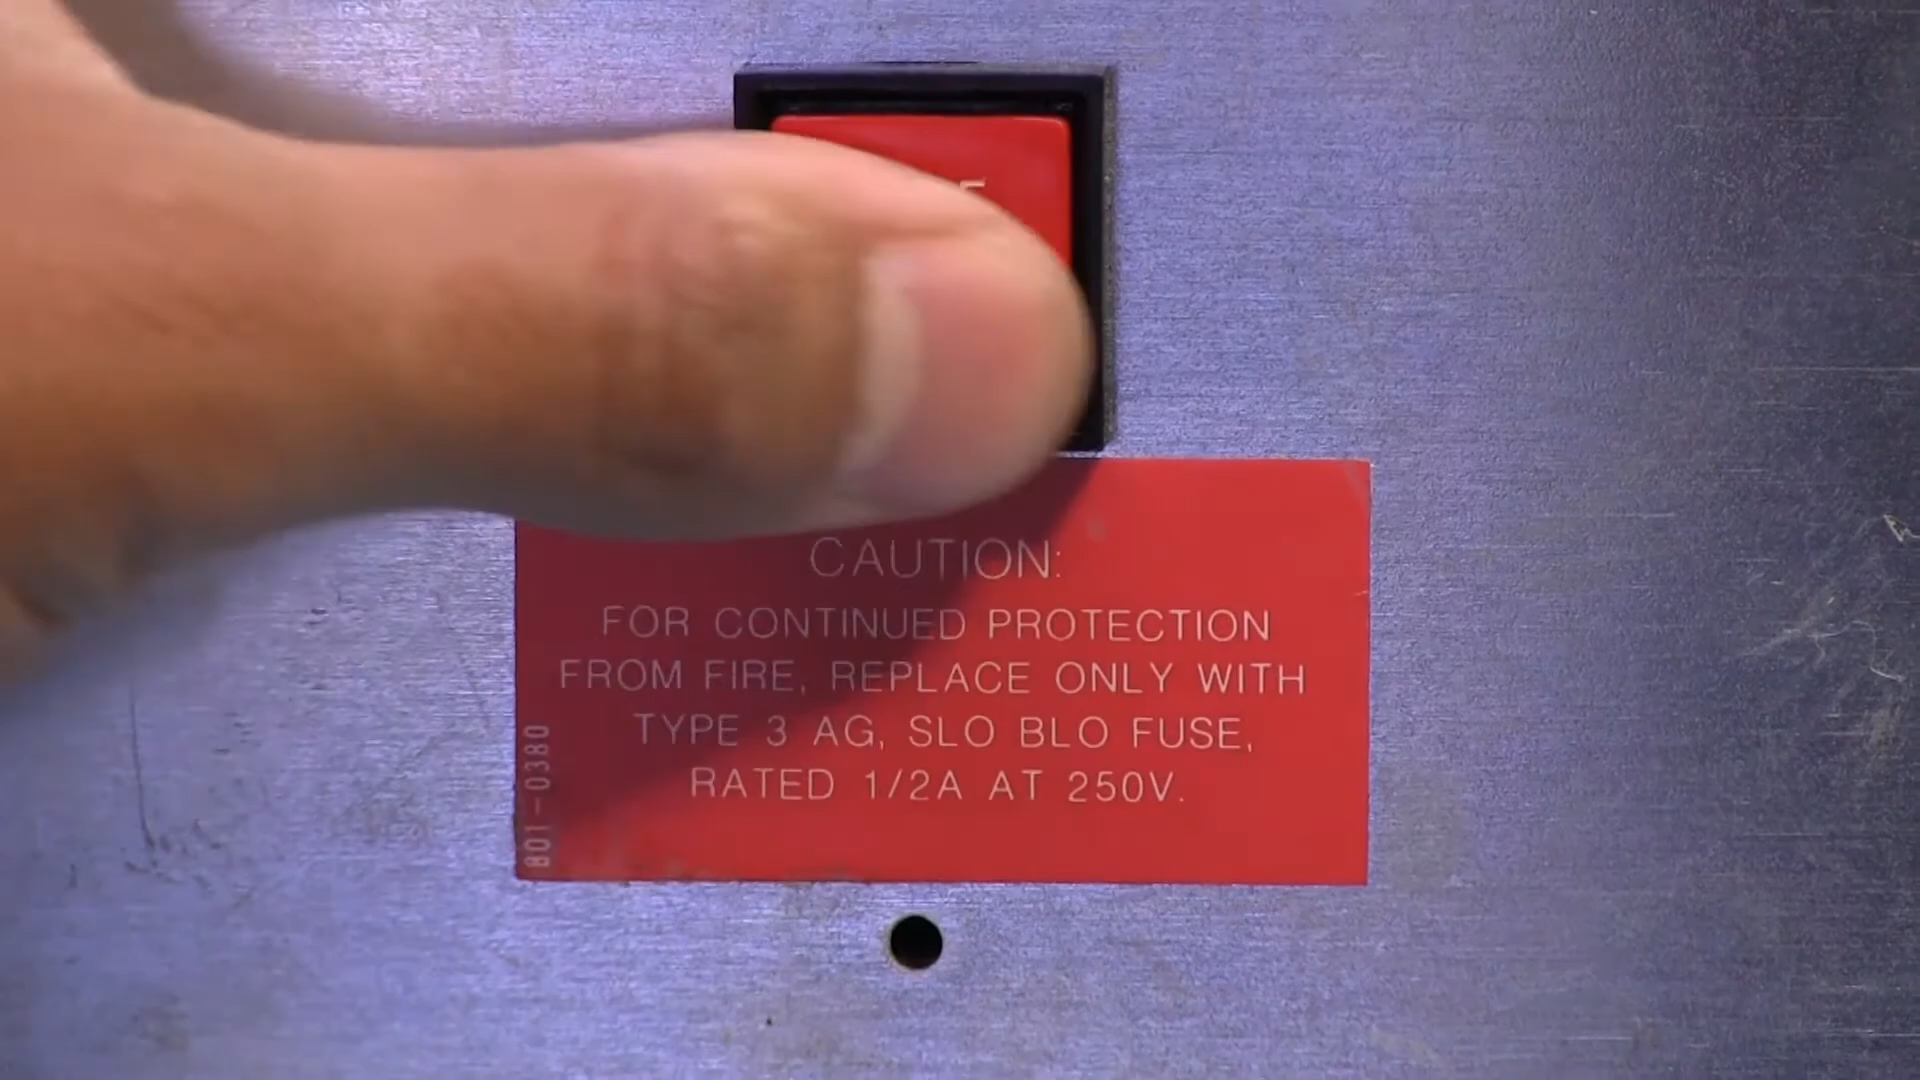 CAUTION:
FOR CONTINUED PROTECTION
FROM FIRE, REPLACE ONLY WITH
TYPE 3 AG, SLO BLO FUSE,
RATED 1/2A AT 250V.
801-0380